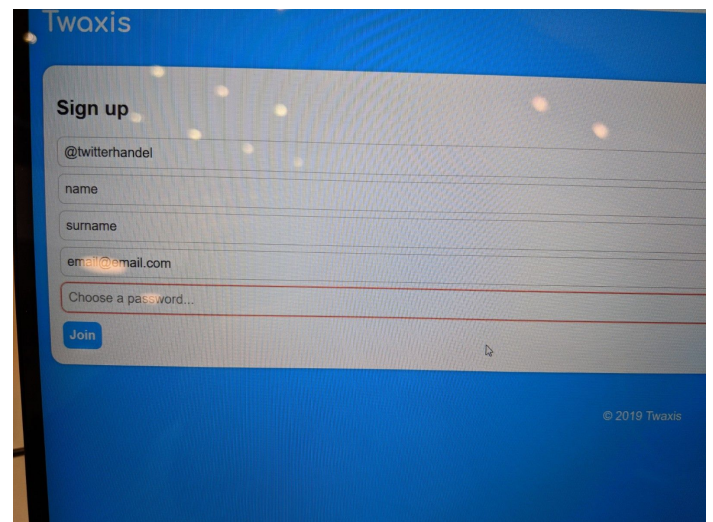 Twaxis
Sign up
@twitterhandel
name
surname
email@email.com
Choose a password...
Join
© 2019 Twaxis